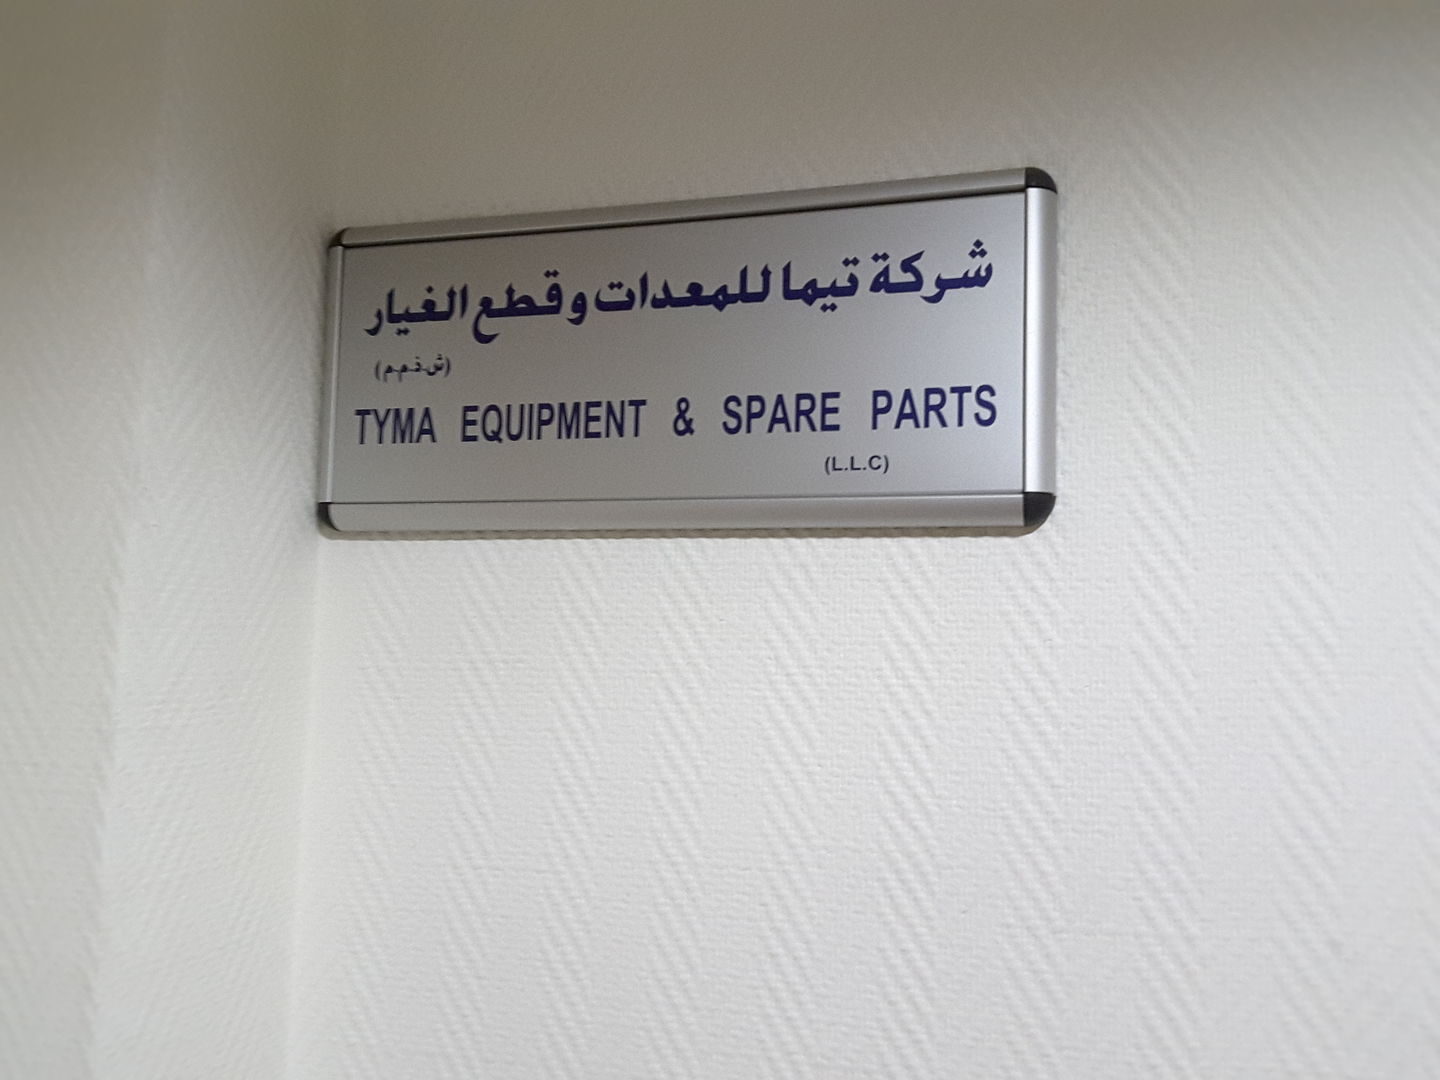 شركة تيما للمعدات وقطع الغيار
(ش.ذ.م.م)
TYMA EQUIPMENT & SPARE PARTS
(L.L.C)